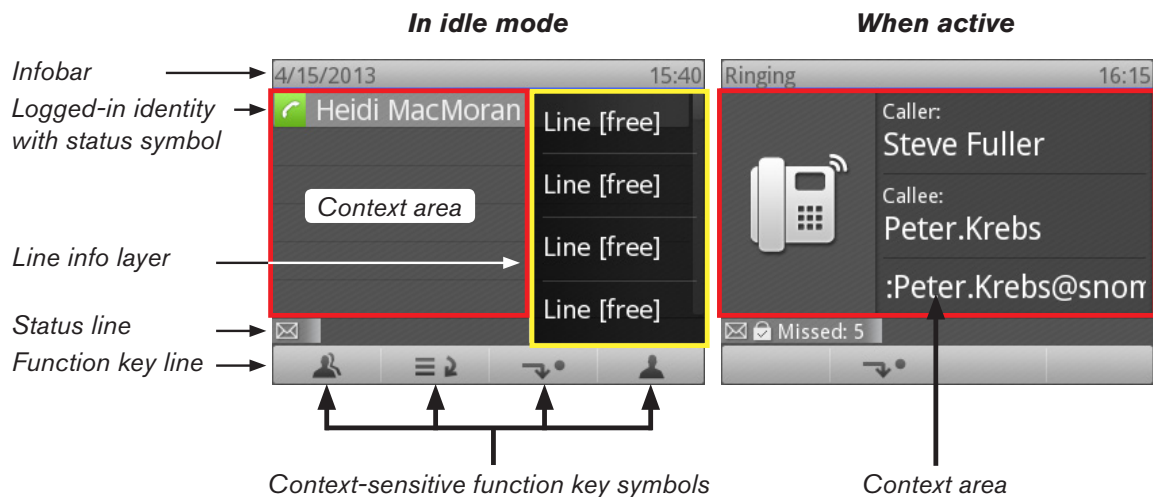 In idle mode
When active
Infobar
4/15/2013 15:40
Ringing 16:15
Logged-in identity
with status symbol
Heidi MacMoran
Line [free]
Line [free]
Line [free]
Line [free]
Context area
Caller:
Steve Fuller
Callee:
Peter.Krebs
:Peter.Krebs@snom
Line info layer
Status line
Missed: 5
Function key line
Context-sensitive function key symbols
Context area